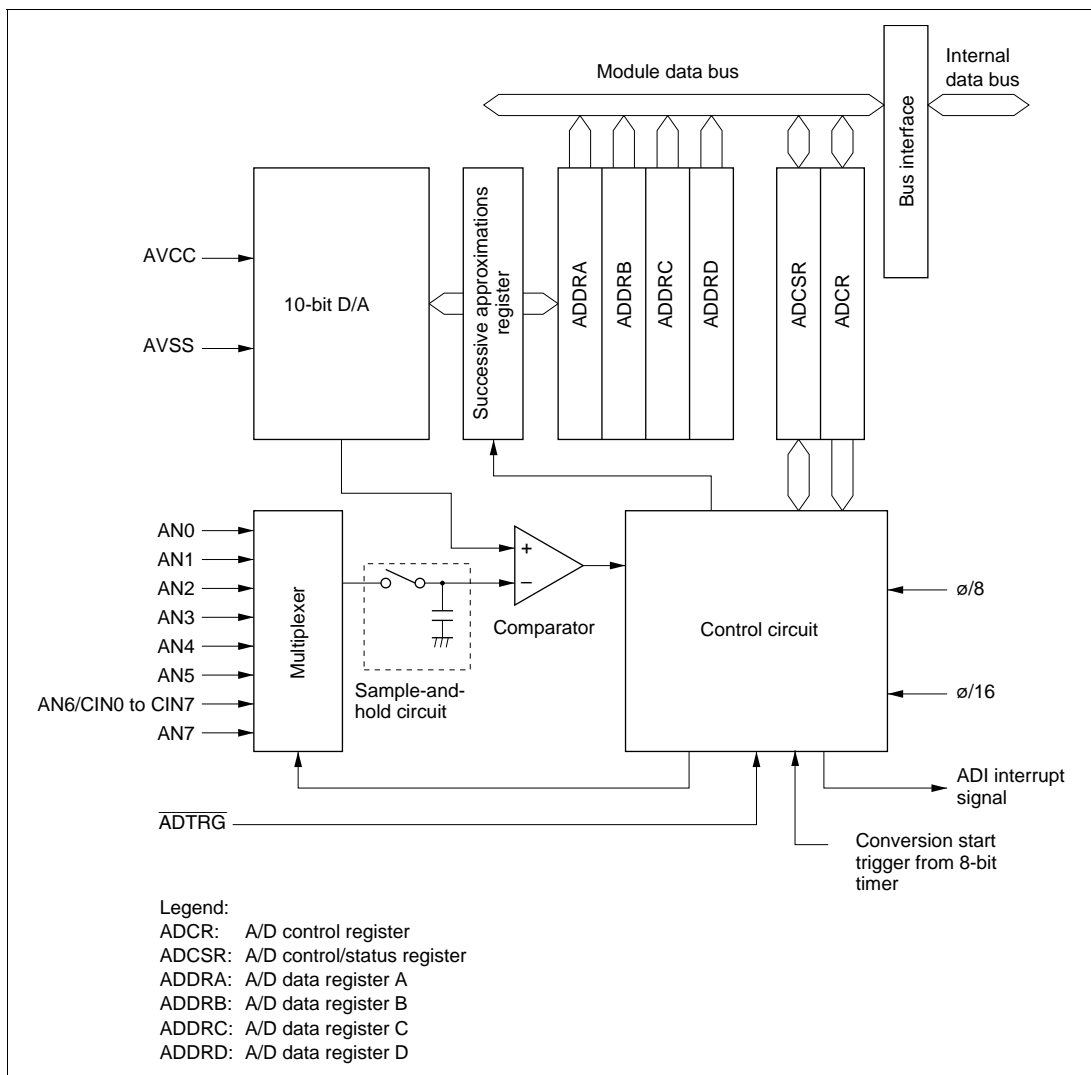 Module data bus
Internal
data bus
Bus interface
AVCC
AVSS
10-bit D/A
Successive approximations
register
ADDRA
ADDRB
ADDRC
ADDRD
ADCSR
ADCR
AN0
AN1
AN2
AN3
AN4
AN5
AN6/CIN0 to CIN7
AN7
Multiplexer
+
−
Comparator
Sample-and-
hold circuit
Control circuit
ø/8
ø/16
ADI interrupt
signal
ADTRG
Conversion start
trigger from 8-bit
timer
Legend:
ADCR: A/D control register
ADCSR: A/D control/status register
ADDRA: A/D data register A
ADDRB: A/D data register B
ADDRC: A/D data register C
ADDRD: A/D data register D